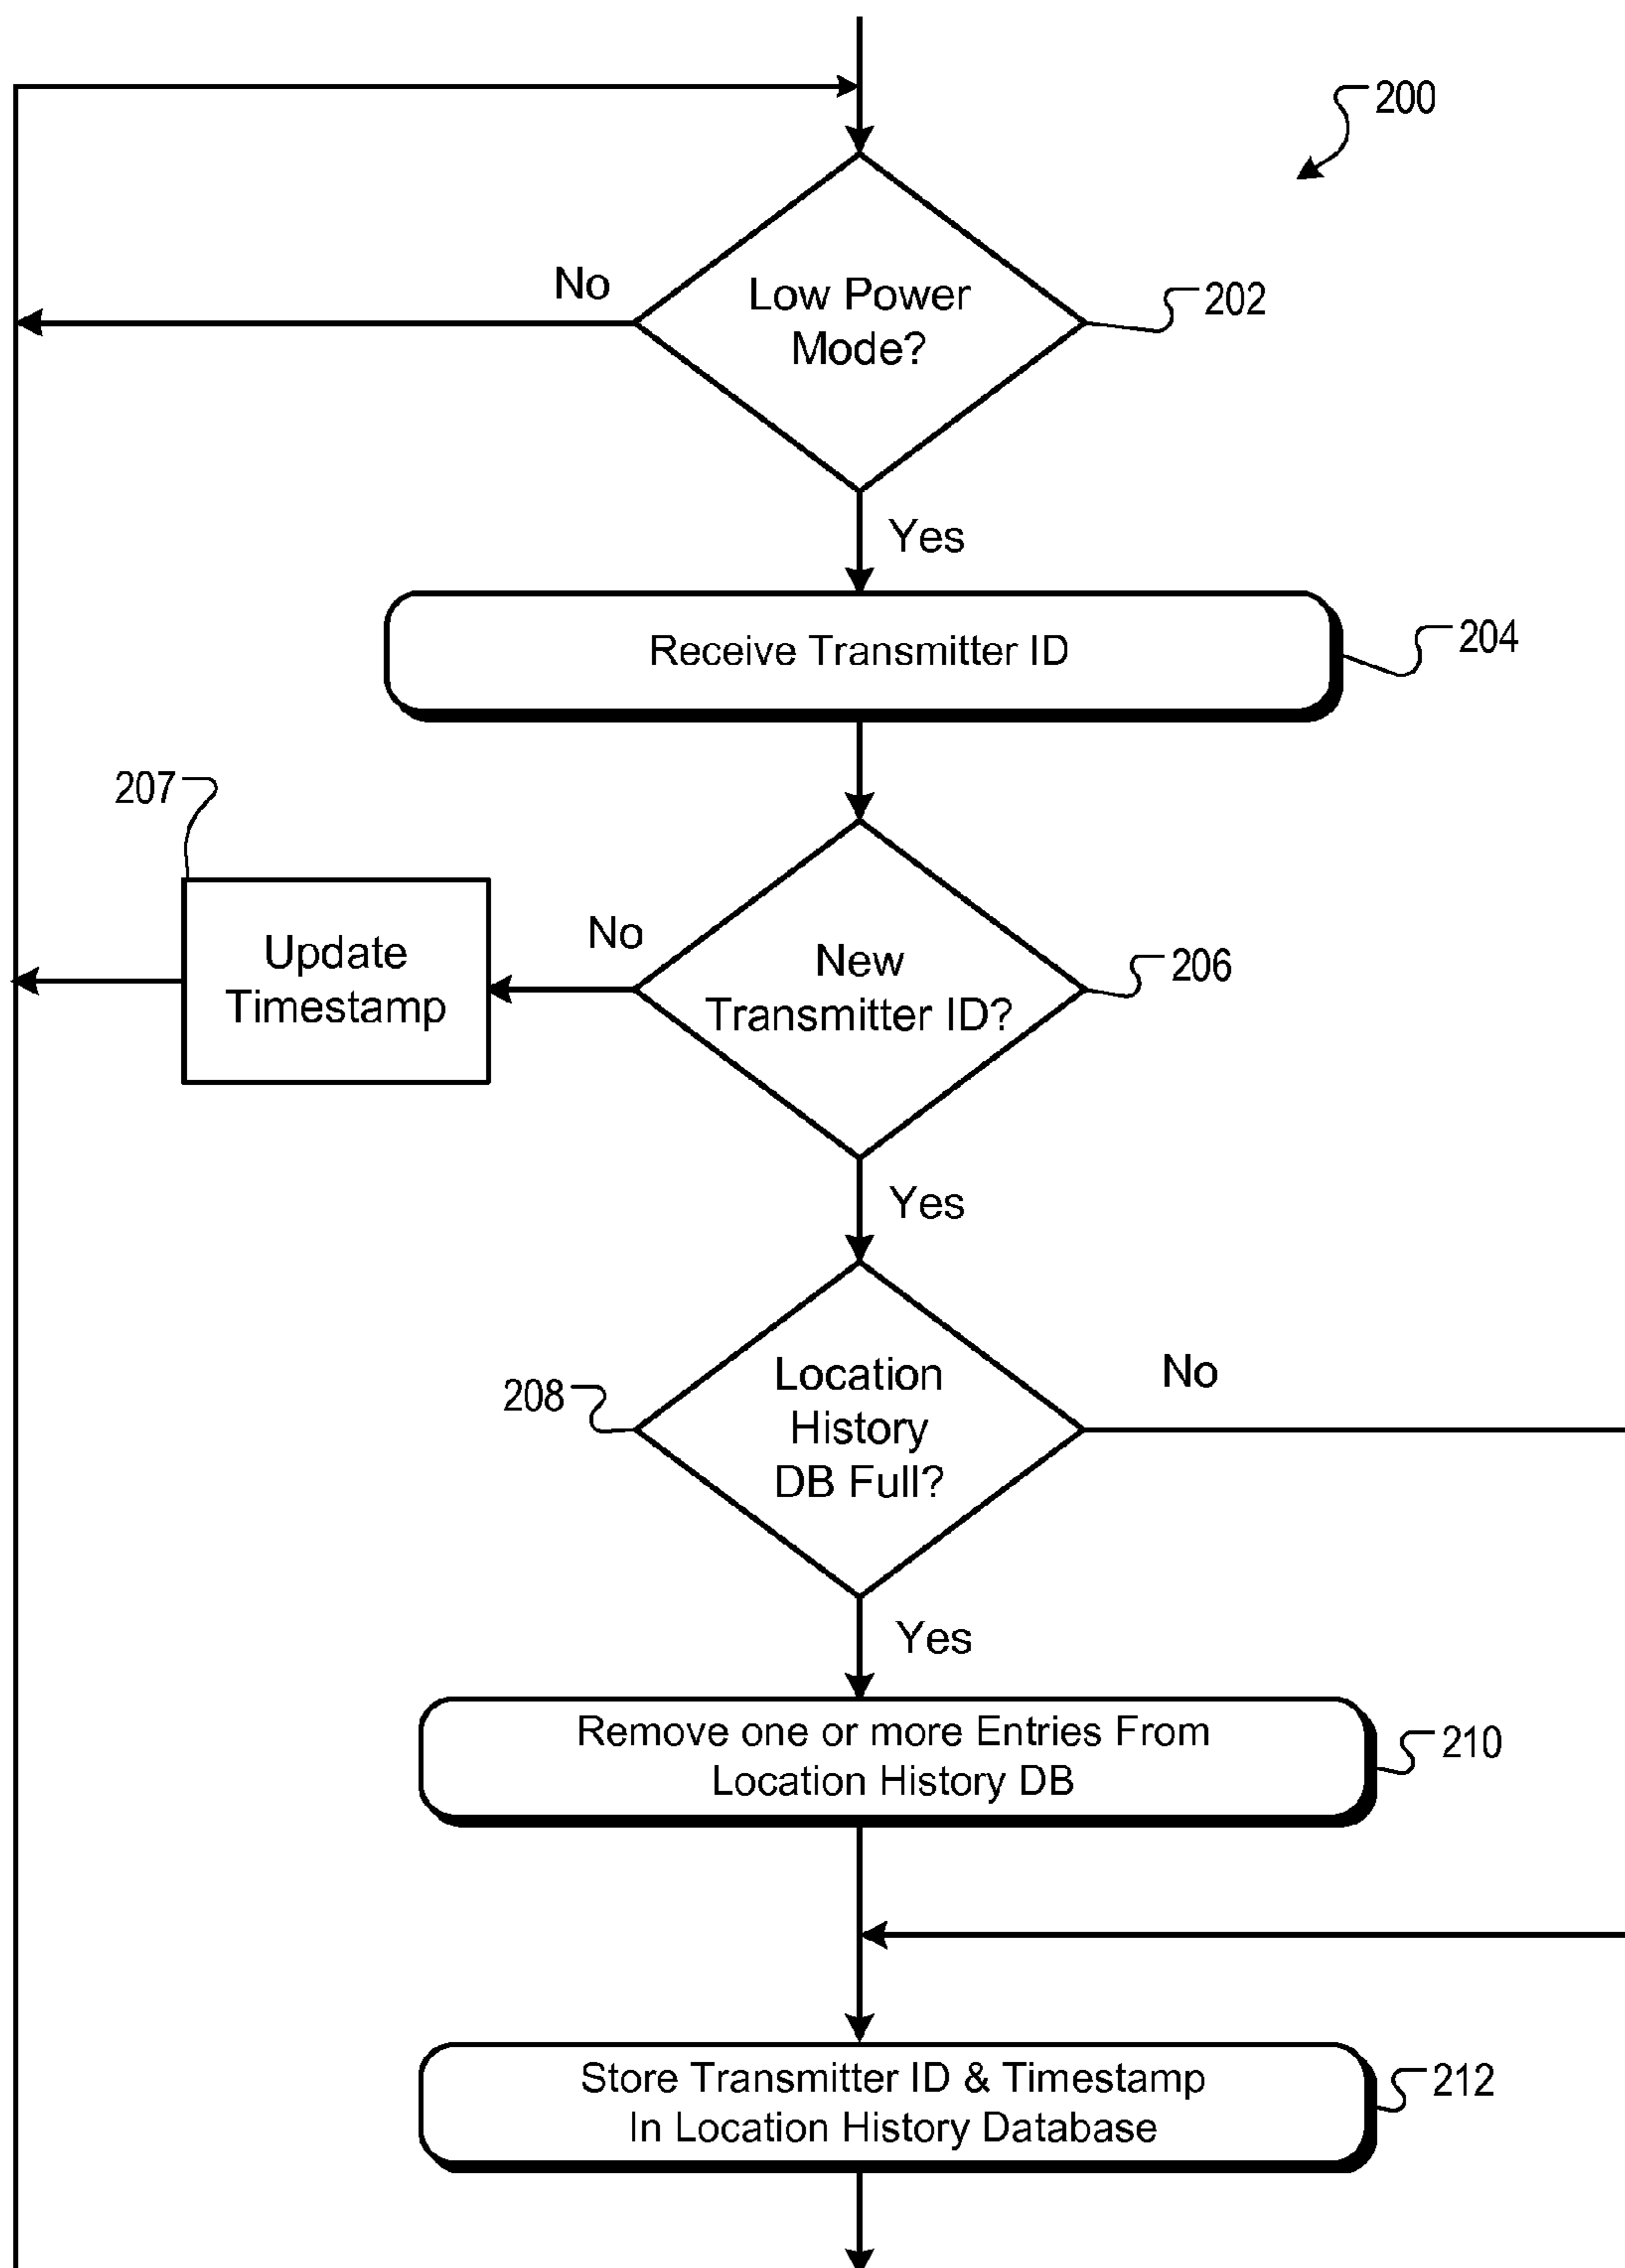 200
No
Low Power
Mode?
202
Yes
Receive Transmitter ID
204
207
Update
Timestamp
No
New
Transmitter ID?
206
Yes
208
Location
History
DB Full?
No
Yes
Remove one or more Entries From
Location History DB
210
Store Transmitter ID & Timestamp
In Location History Database
212